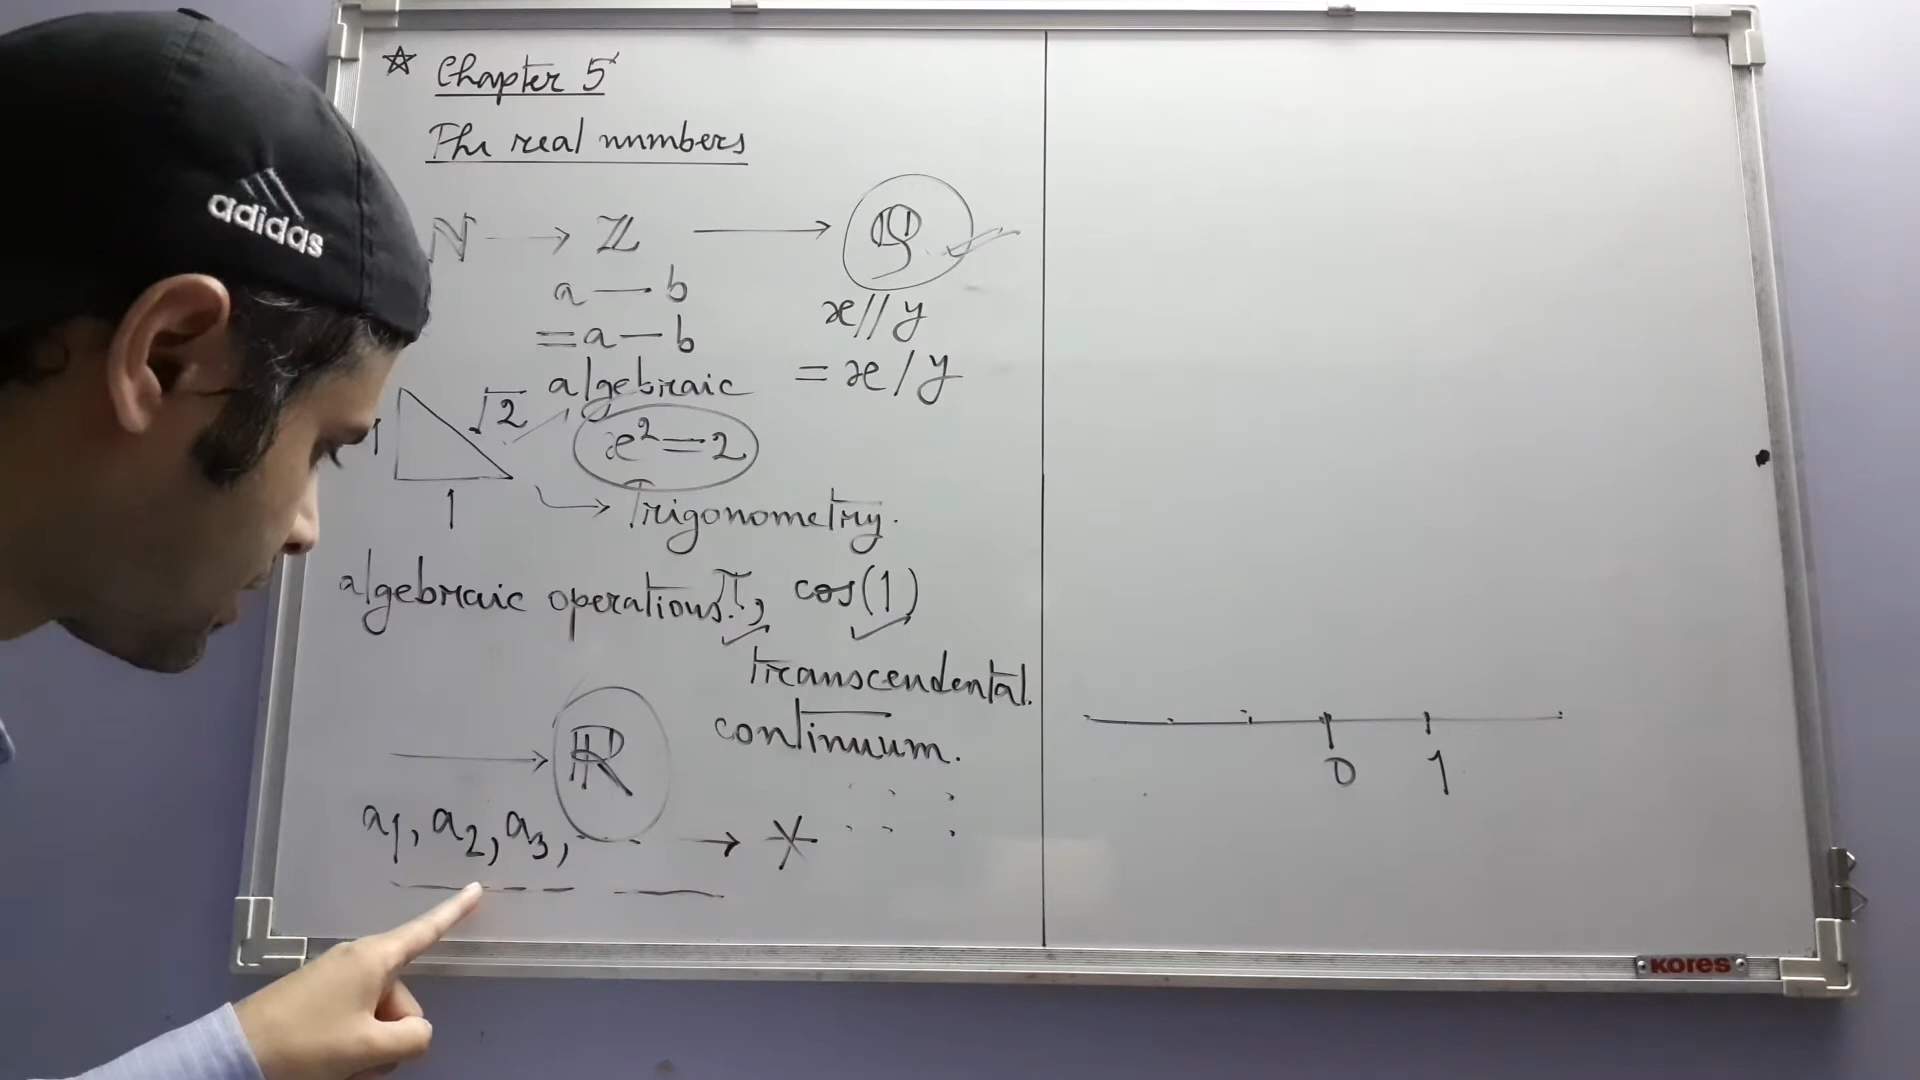 ☆ Chapter 5
The real numbers
ℕ → ℤ → ℚ
a — b
= a — b
x // y
= x / y
algebraic
√2
1
x² = 2
1
→ Trigonometry.
algebraic operations. π, cos(1)
transcendental.
continuum.
→ ℝ
a1, a2, a3, ---- → x
0 1
adidas
KORES